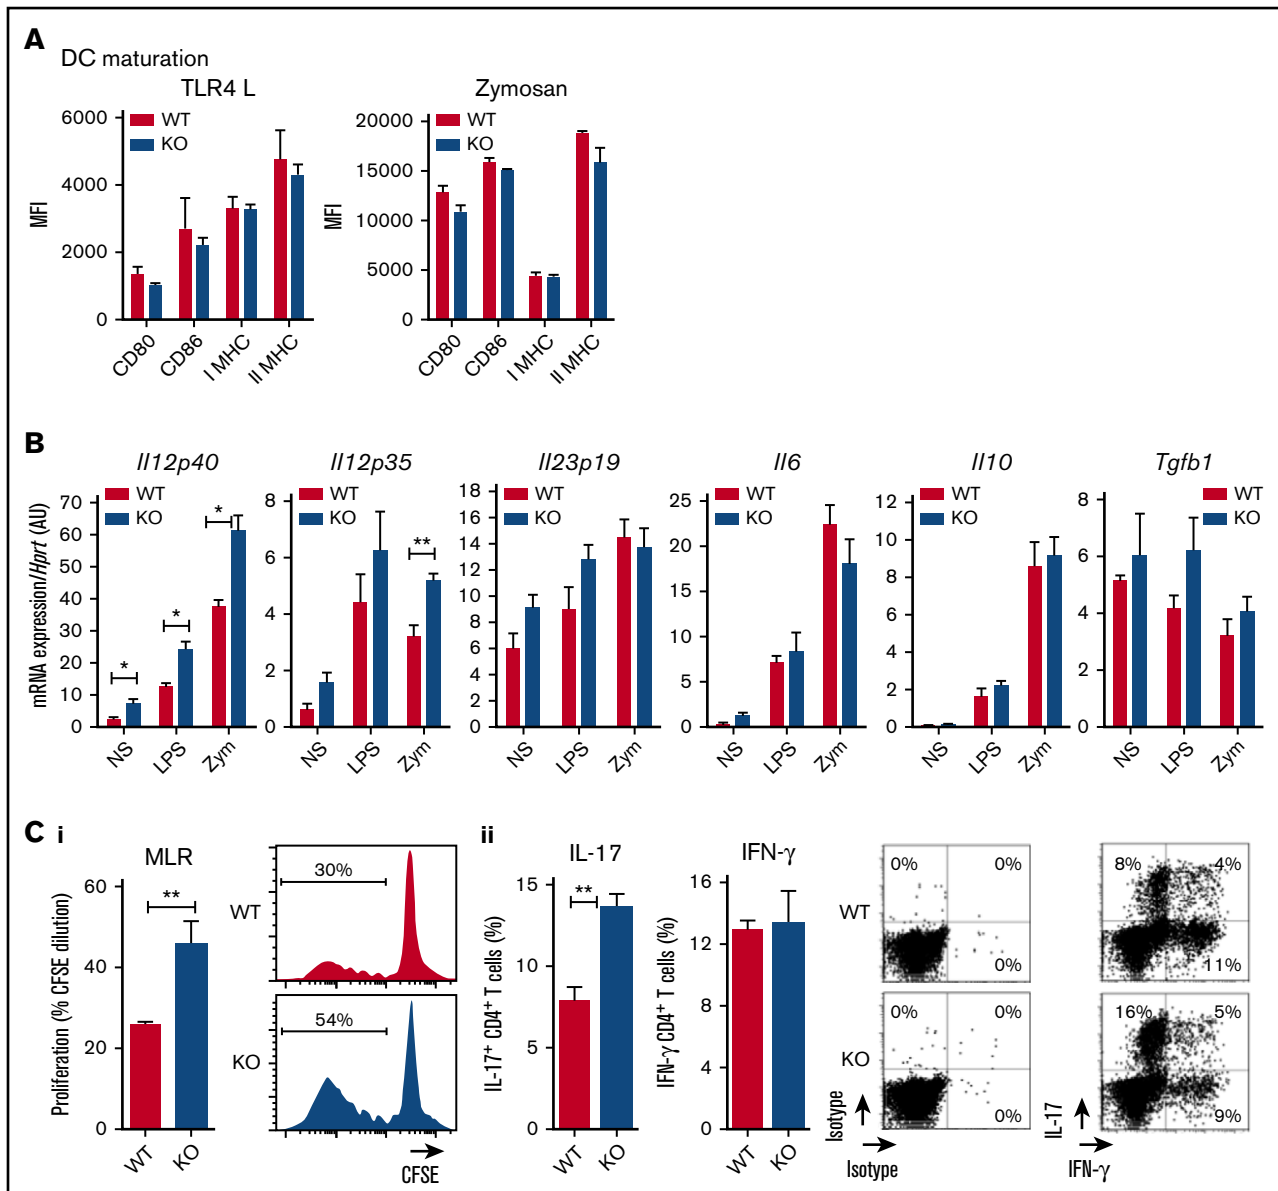 A
DC maturation
TLR4 L
WT
KO
MFI
6000
4000
2000
0
CD80
CD86
I MHC
II MHC
Zymosan
WT
KO
MFI
20000
15000
10000
5000
0
CD80
CD86
I MHC
II MHC
B
mRNA expression/Hprt (AU)
Il12p40
WT
KO
70
60
50
40
30
20
10
0
*
*
*
NS
LPS
Zym
Il12p35
WT
KO
8
6
4
2
0
**
NS
LPS
Zym
Il23p19
WT
KO
18
16
14
12
10
8
6
4
2
0
NS
LPS
Zym
Il6
WT
KO
25
20
15
10
5
0
NS
LPS
Zym
Il10
WT
KO
12
10
8
6
4
2
0
NS
LPS
Zym
Tgfb1
WT
KO
8
6
4
2
0
NS
LPS
Zym
C i
MLR
Proliferation (% CFSE dilution)
60
40
20
0
**
WT
KO
WT
30%
KO
54%
CFSE
ii
IL-17
IL-17+ CD4+ T cells (%)
15
10
5
0
**
WT
KO
IFN-γ
IFN-γ CD4+ T cells (%)
16
12
8
4
0
WT
KO
WT
0%
0%
0%
8%
4%
11%
KO
0%
0%
0%
16%
5%
9%
Isotype
Isotype
IL-17
IFN-γ